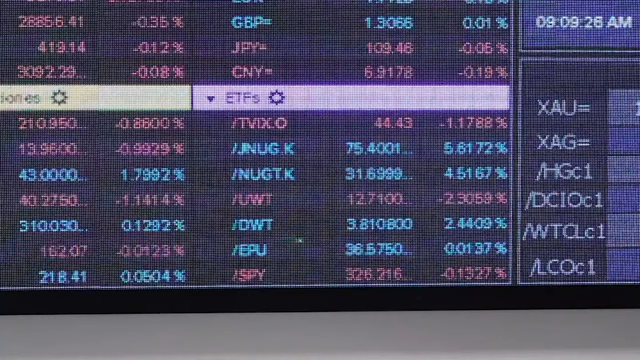 28856.41 -0.35 % GBP= 1.3066 0.01 % 09:09:26 AM
419.14 -0.12 % JPY= 109.46 -0.05 %
3092.29... -0.08 % CNY= 6.9178 -0.19 %
ETFs
XAU=
210.950... -0.8600 % /TVIX.O 44.43 -1.1788 %
XAG=
13.9600... -0.9929 % /JNUG.K 75.4001... 5.6172 %
43.0000... 1.7992 % /NUGT.K 31.6999... 4.5167 % /HGc1
40.2750... -1.1414 % /UWT 12.7100... -2.3059 % /DCIOc1
310.030... 0.1292 % /DWT 3.810800 2.4409 % /WTCLc1
162.07 -0.0123 % /EPU 36.5750... 0.0137 %
218.41 0.0504 % /SPY 326.216... -0.1327 % /LCOc1